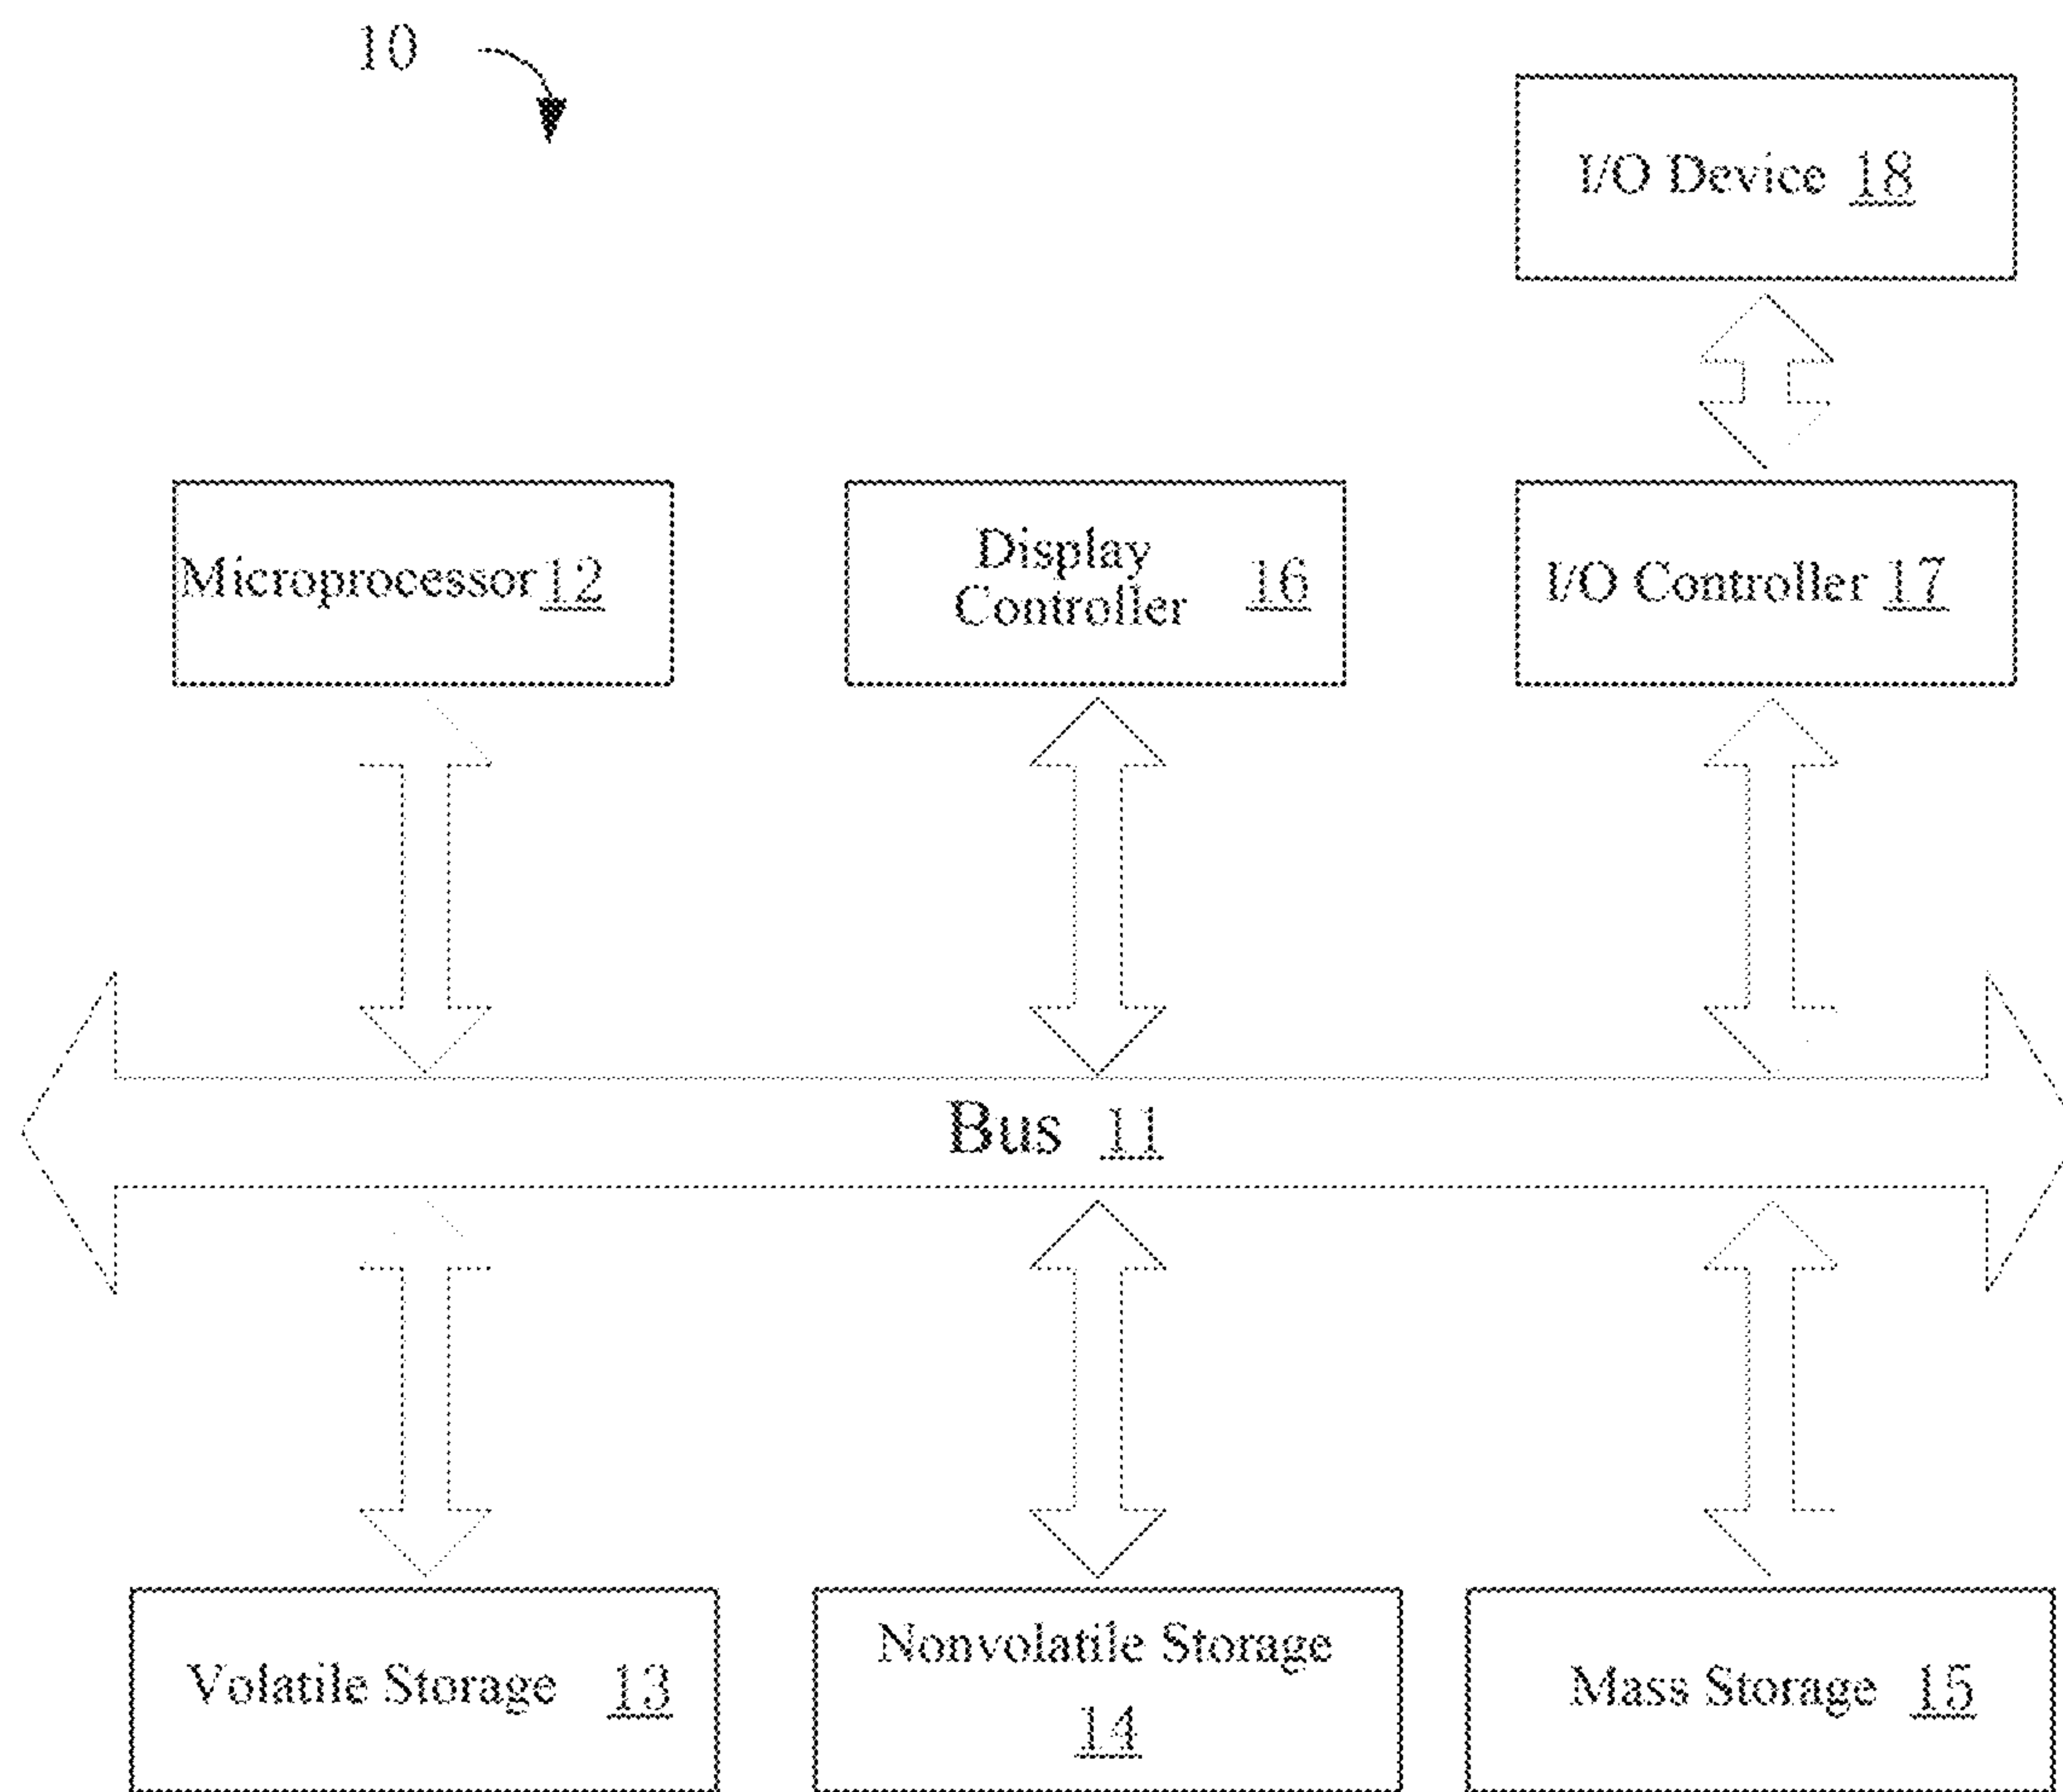 10
I/O Device 18
Microprocessor 12
Display
Controller 16
I/O Controller 17
Bus 11
Volatile Storage 13
Nonvolatile Storage
14
Mass Storage 15